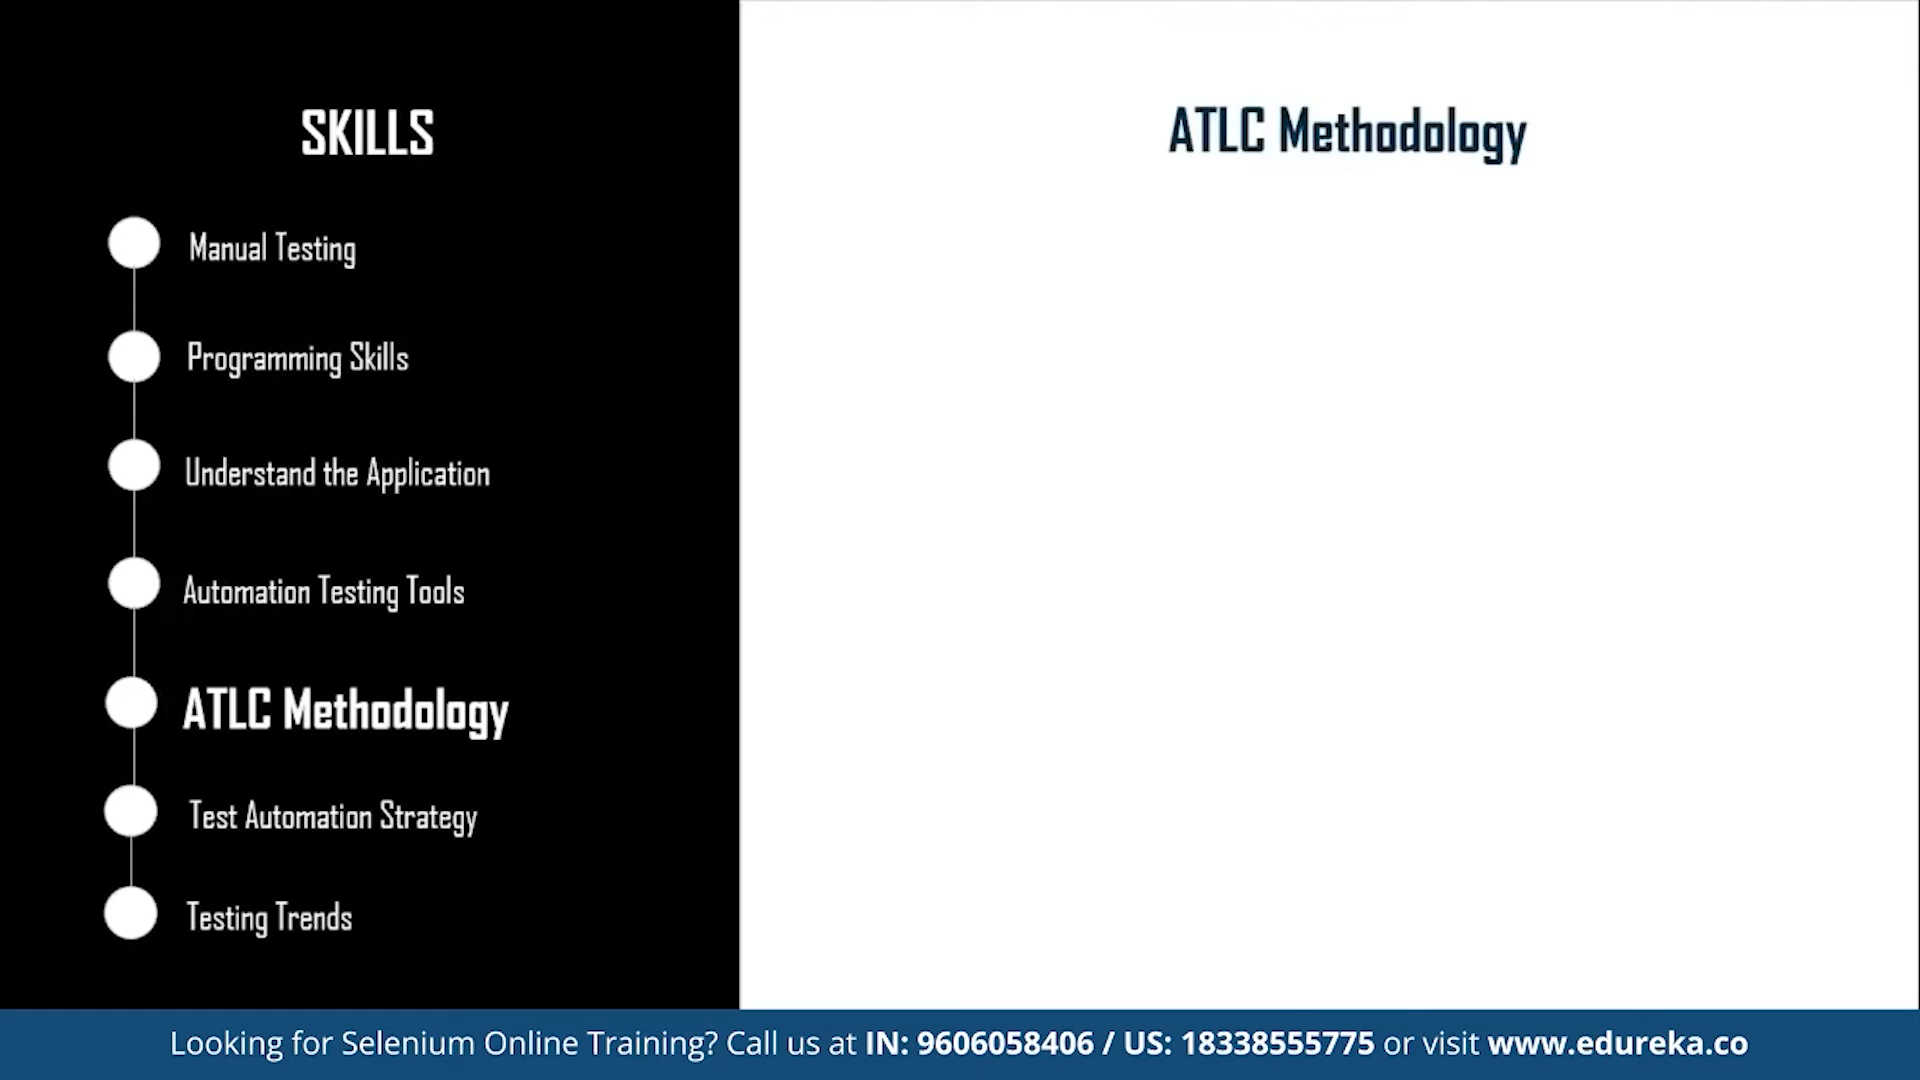 SKILLS
Manual Testing
Programming Skills
Understand the Application
Automation Testing Tools
ATLC Methodology
Test Automation Strategy
Testing Trends
ATLC Methodology
Looking for Selenium Online Training? Call us at IN: 9606058406 / US: 18338555775 or visit www.edureka.co